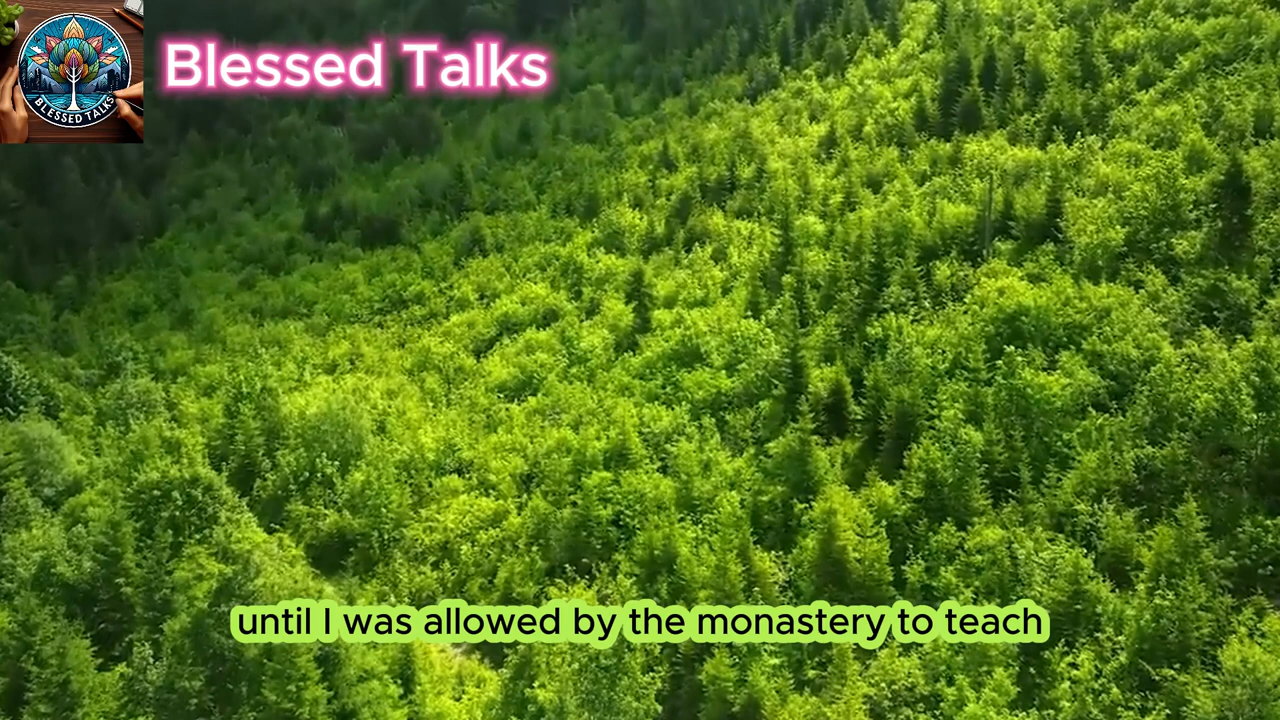 Blessed Talks
BLESSED TALKS
until I was allowed by the monastery to teach